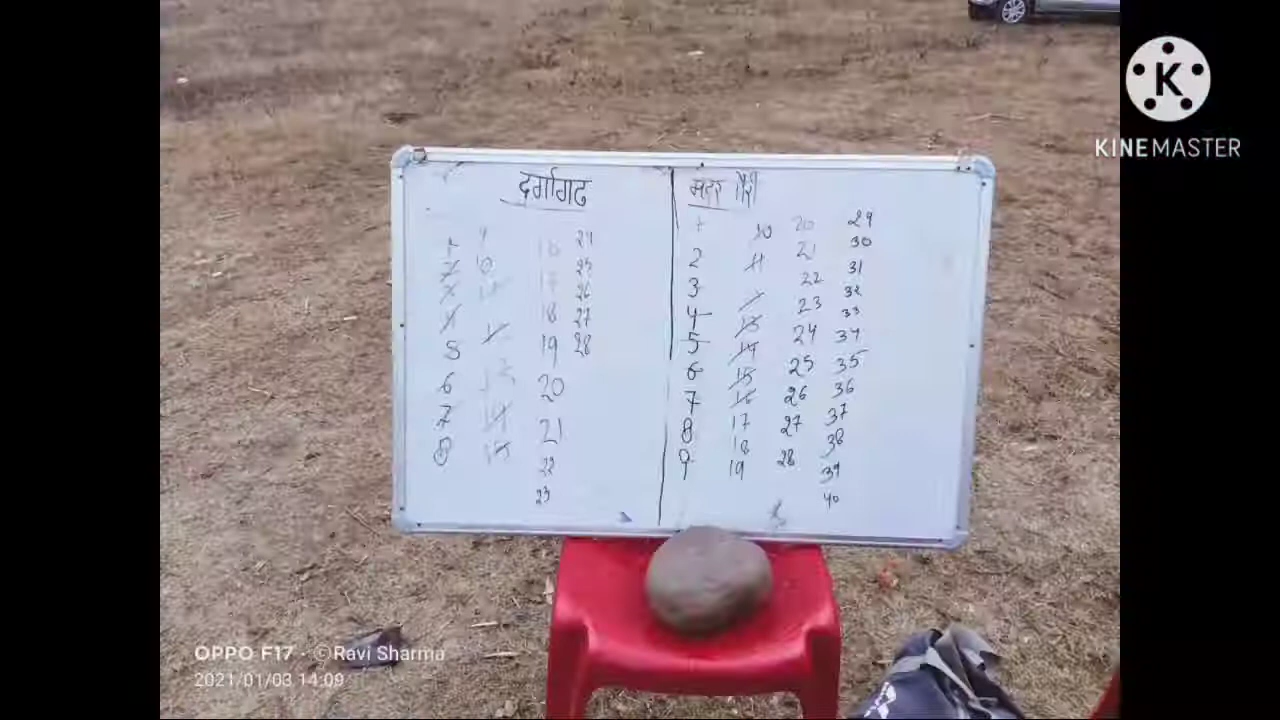 KINEMASTER
दर्गागढ
1 9 16 24
2 10 17 25
3 11 18 26
4 19 27
5 20 28
6 21
7 14 22
8 15 23
मदर टोरी
1 10 20 29
2 11 21 30
3 22 31
4 13 23 32
5 14 24 33
6 15 25 34
7 16 26 35
8 17 27 36
9 18 28 37
19 38
39
40
OPPO F17 · ©Ravi Sharma
2021/01/03 14:09